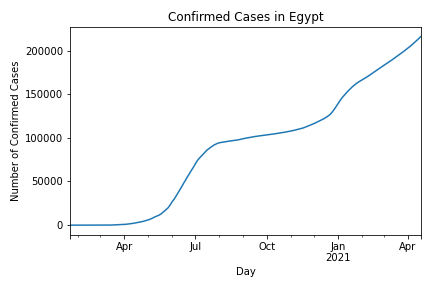 Confirmed Cases in Egypt
Number of Confirmed Cases
200000
150000
100000
50000
0
Apr
Jul
Oct
Jan
2021
Apr
Day